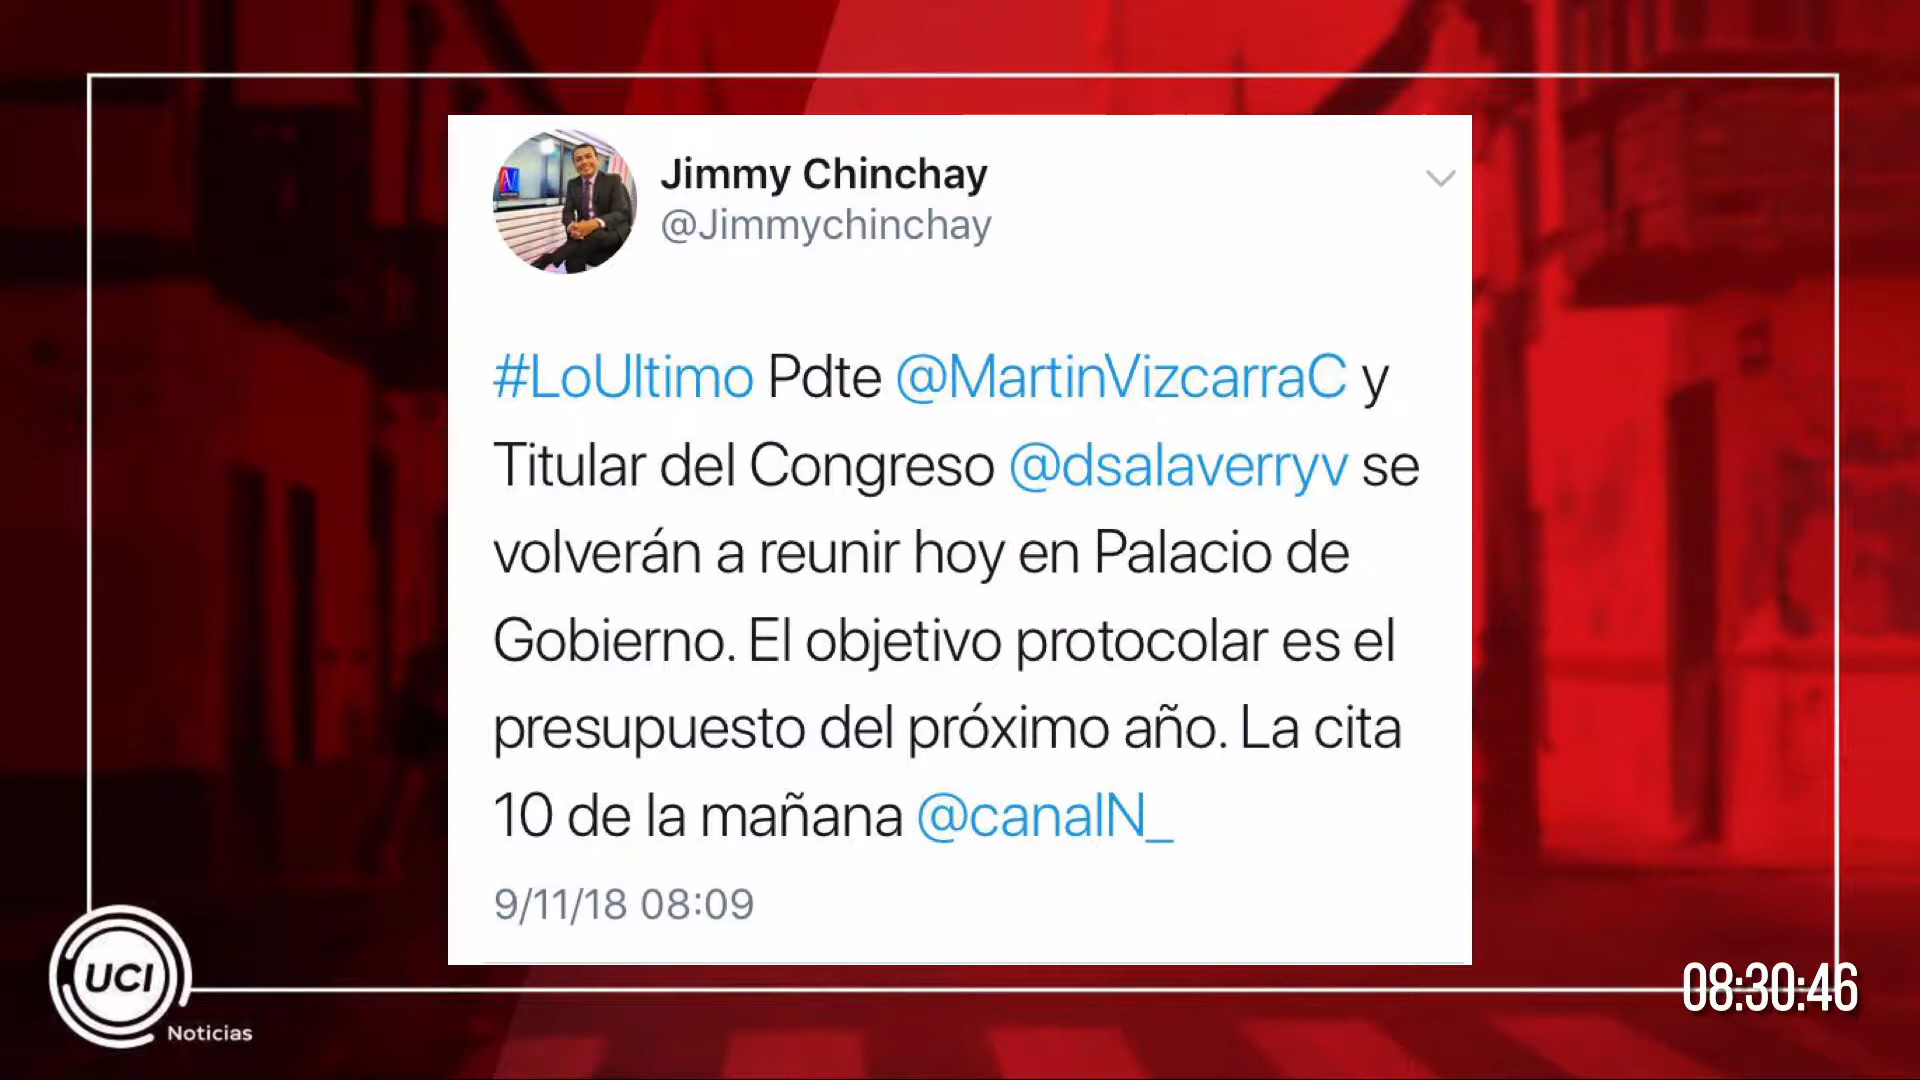 Jimmy Chinchay
@Jimmychinchay
#LoUltimo Pdte @MartinVizcarraC y
Titular del Congreso @dsalaverryv se
volverán a reunir hoy en Palacio de
Gobierno. El objetivo protocolar es el
presupuesto del próximo año. La cita
10 de la mañana @canalN_
9/11/18 08:09
UCI
Noticias
08:30:46